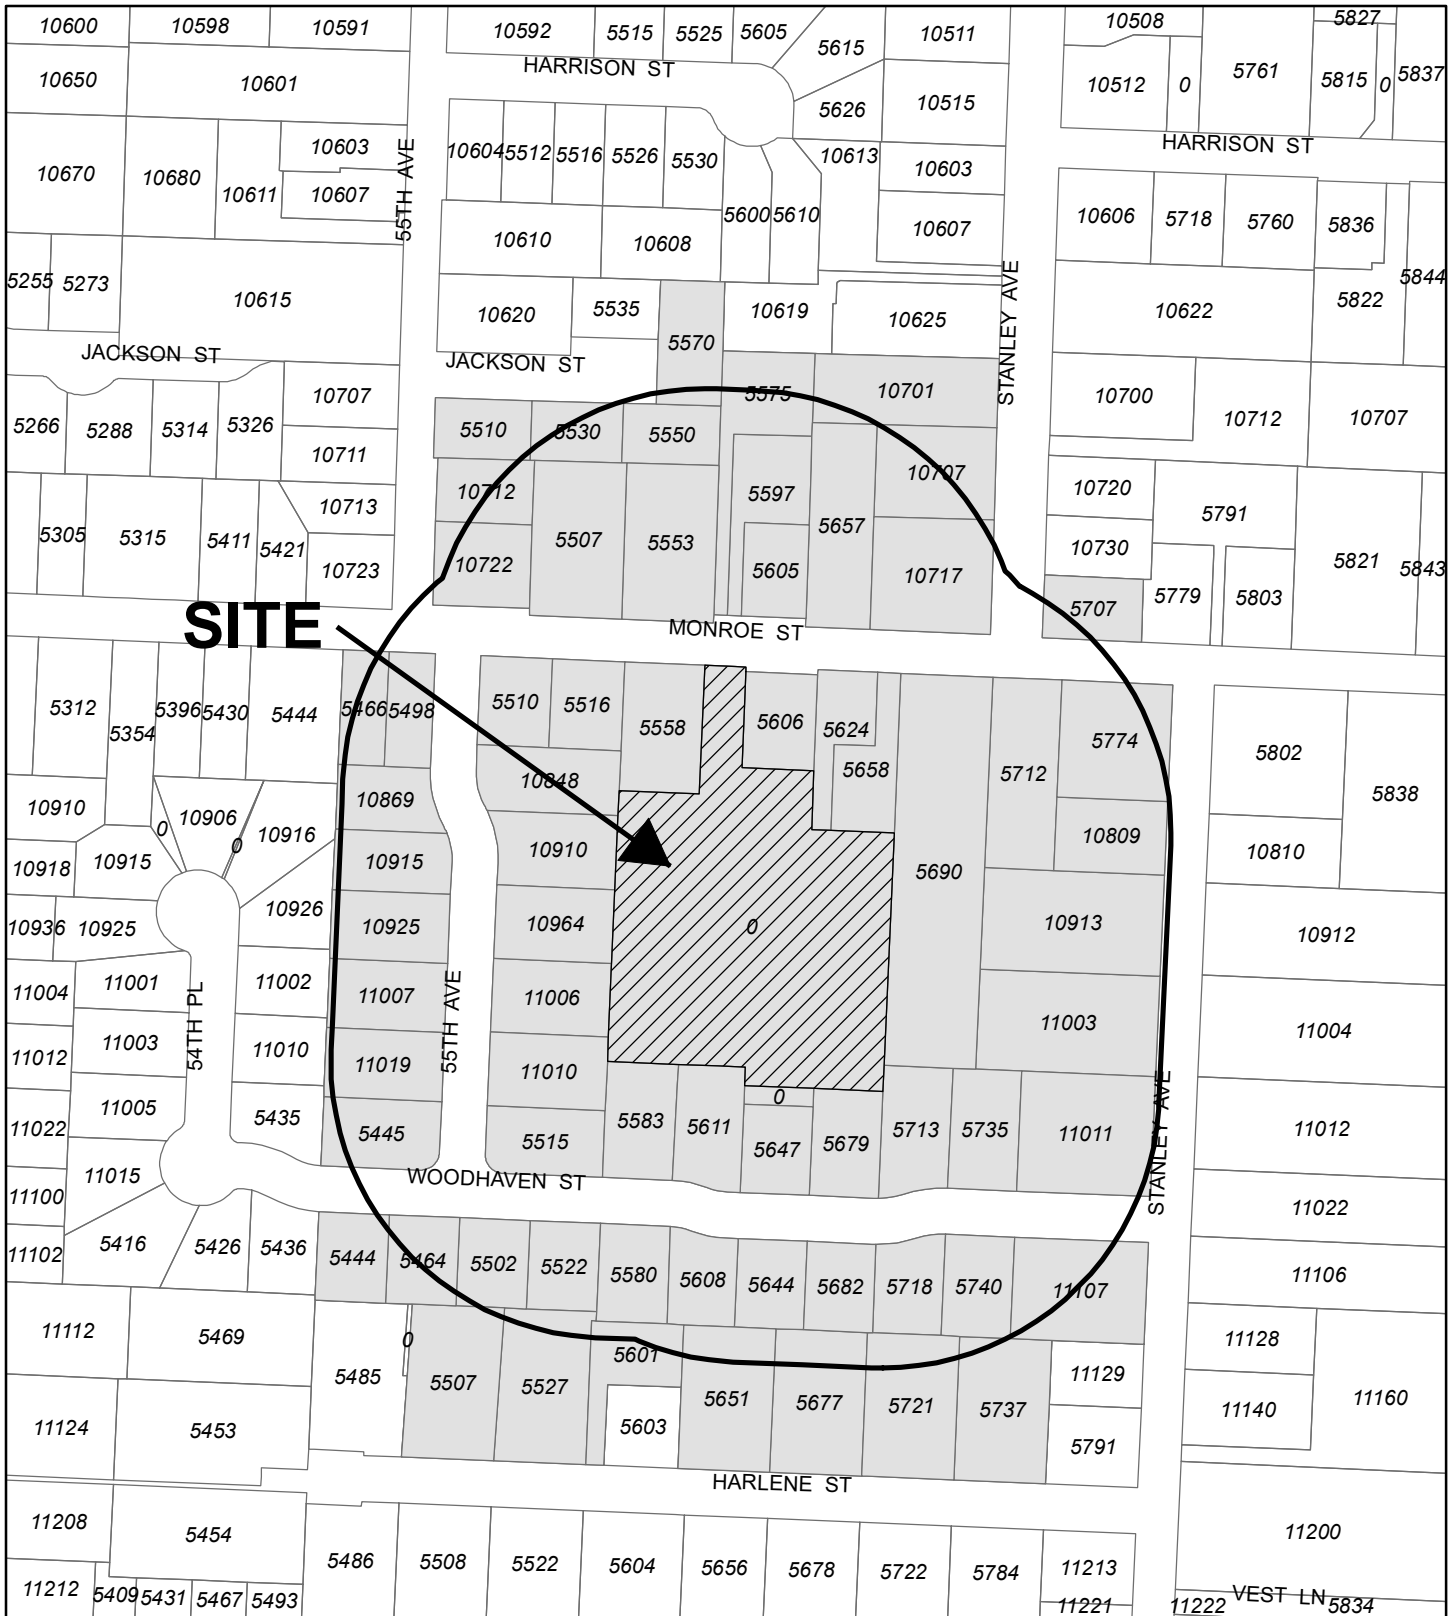 10600 10598 10591 10592 5515 5525 5605 5615 10511 10508 5827
HARRISON ST
10650 10601 5626 10515 10512 0 5761 5815 0 5837
HARRISON ST
10670 10680 10611 10603 10607 55TH AVE 10604 5512 5516 5526 5530 10613 10603
5600 5610 10607 10606 5718 5760 5836
10610 10608
5255 5273 10615 10620 5535 5570 10619 10625 STANLEY AVE 10622 5822 5844
JACKSON ST
JACKSON ST
5266 5288 5314 5326 10707 5510 5530 5550 5575 10701 10700 10712 10707
10711 10712 5597 10707 10720
5305 5315 5411 5421 10713 5507 5553 5657 10730 5791 5821 5843
10723 10722 5605 10717 5707 5779 5803
SITE
MONROE ST
5312 5354 5396 5430 5444 5466 5498 5510 5516 5558 5606 5624 5774 5802
10848 5658 5712 5838
10910 0 10906 0 10916 10869 10910 10809 10810
10918 10915 10915 5690
10936 10925 10926 10925 10964 0 10913 10912
11004 11001 54TH PL 11002 11007 55TH AVE 11006 11003 11004
11012 11003 11010 11019 11010
11022 11005 5435 5445 5515 5583 5611 0 5647 5679 5713 5735 11011 STANLEY AVE 11012
11100 11015
WOODHAVEN ST
11022
11102 5416 5426 5436 5444 5464 5502 5522 5580 5608 5644 5682 5718 5740 11107 11106
11112 5469 0 5601 11128
5485 5507 5527 5651 5677 5721 5737 11129 11160
11124 5453 5603 5791 11140
HARLENE ST
11208 5454 11200
5486 5508 5522 5604 5656 5678 5722 5784 11213
11212 5409 5431 5467 5493 11221 11222 VEST LN 5834